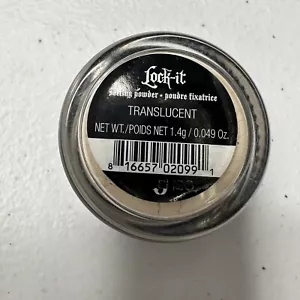 Lock-it
setting powder • poudre fixatrice
TRANSLUCENT
NET WT./POIDS NET 1.4g / 0.049 Oz.
8 16657 02099 1